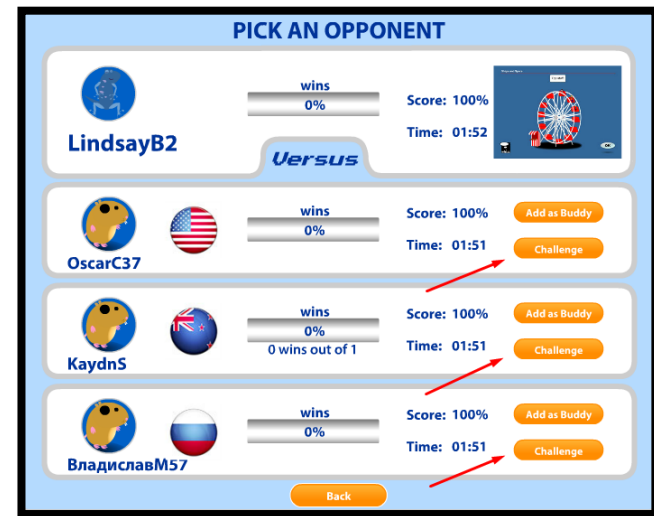 PICK AN OPPONENT
wins
0%
Score: 100%
Time: 01:52
LindsayB2
Versus
wins
0%
Score: 100%
Time: 01:51
Add as Buddy
Challenge
OscarC37
wins
0%
0 wins out of 1
Score: 100%
Time: 01:51
Add as Buddy
Challenge
KaydnS
wins
0%
Score: 100%
Time: 01:51
Add as Buddy
Challenge
ВладиславМ57
Back